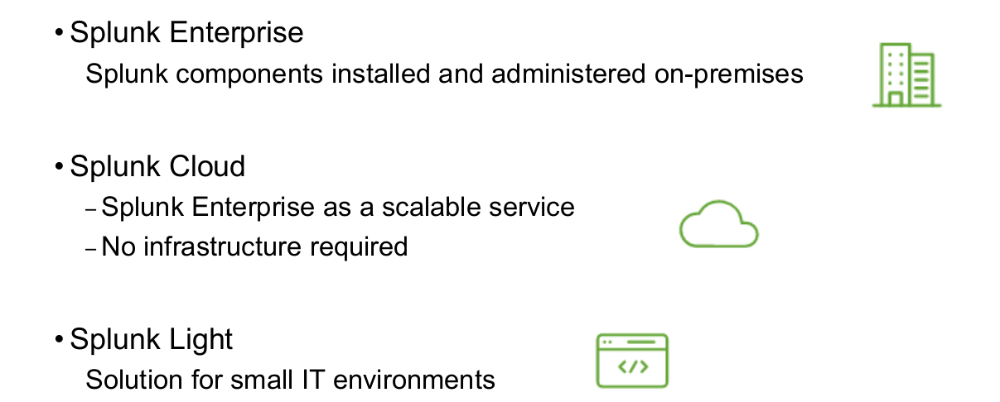 • Splunk Enterprise
Splunk components installed and administered on-premises
• Splunk Cloud
– Splunk Enterprise as a scalable service
– No infrastructure required
• Splunk Light
</>
Solution for small IT environments